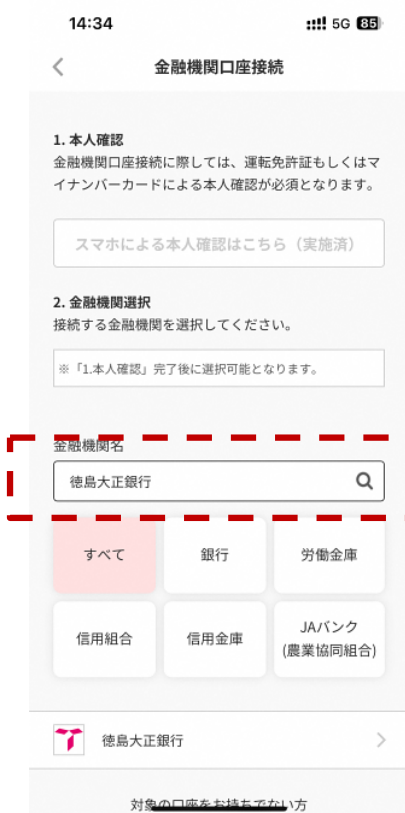 14:34 5G 85
金融機関口座接続
1. 本人確認
金融機関口座接続に際しては、運転免許証もしくはマ
イナンバーカードによる本人確認が必須となります。
スマホによる本人確認はこちら（実施済）
2. 金融機関選択
接続する金融機関を選択してください。
※「1.本人確認」完了後に選択可能となります。
金融機関名
徳島大正銀行
すべて 銀行 労働金庫
信用組合 信用金庫 JAバンク
(農業協同組合)
徳島大正銀行
対象の口座をお持ちでない方